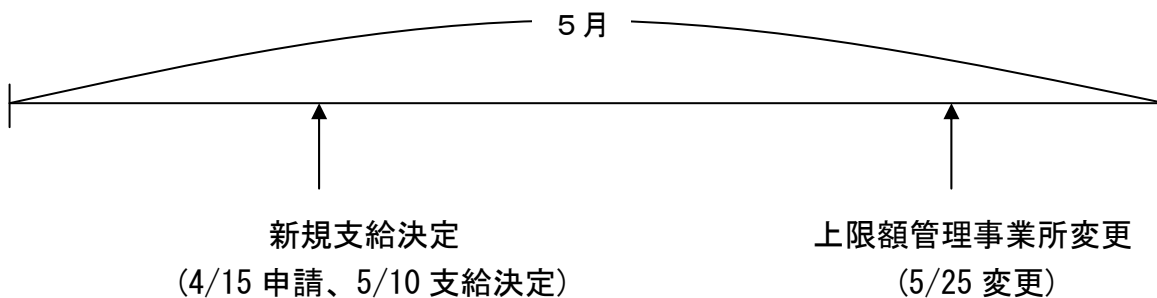 ５月
新規支給決定
(4/15 申請、5/10 支給決定)
上限額管理事業所変更
(5/25 変更)